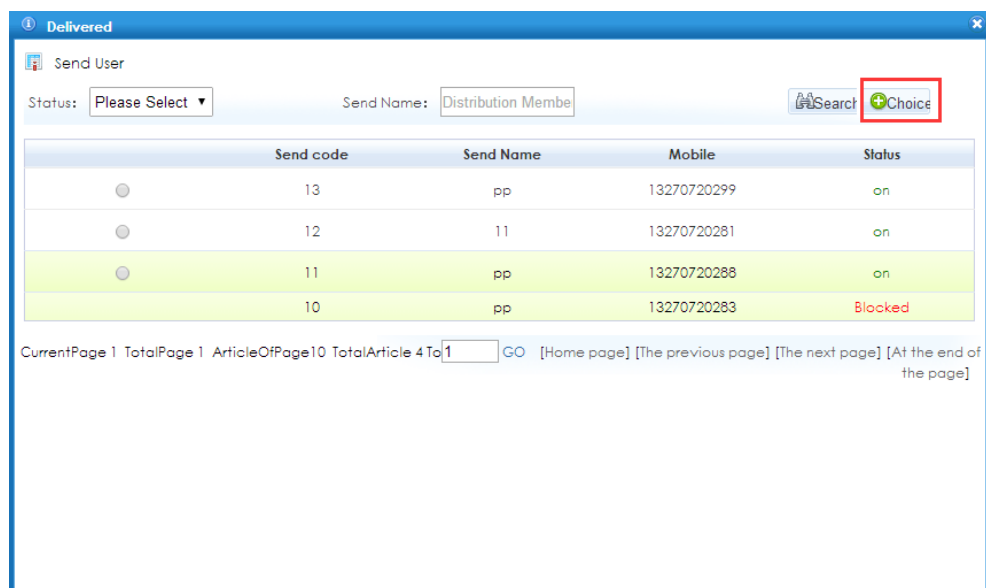 Delivered
Send User
Status: Please Select Send Name: Distribution Membe Search Choice
Send code Send Name Mobile Status
13 pp 13270720299 on
12 11 13270720281 on
11 pp 13270720288 on
10 pp 13270720283 Blocked
CurrentPage 1 TotalPage 1 ArticleOfPage10 TotalArticle 4 To 1 GO [Home page] [The previous page] [The next page] [At the end of
the page]